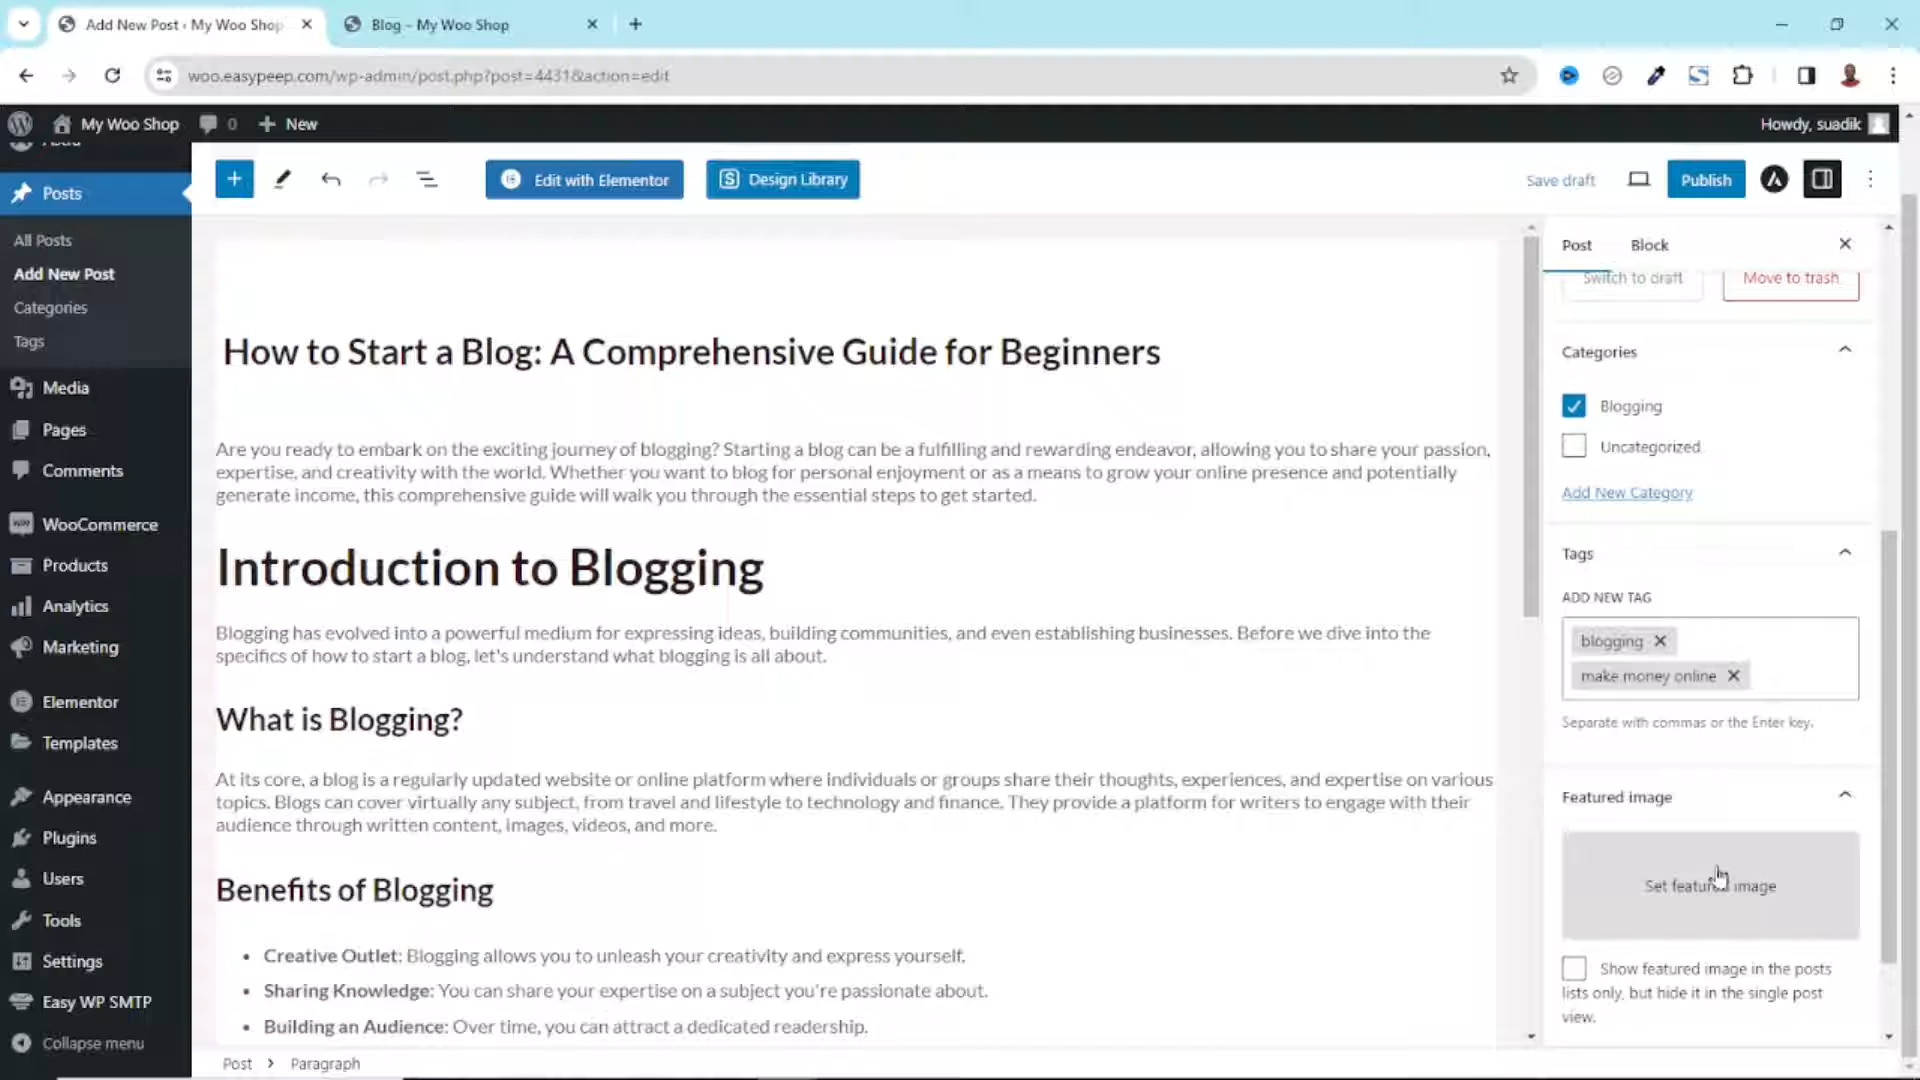 Add New Post ‹ My Woo Shop
Blog – My Woo Shop
woo.easypeep.com/wp-admin/post.php?post=4431&action=edit
My Woo Shop
0
New
Howdy, suadik
Posts
All Posts
Add New Post
Categories
Tags
Media
Pages
Comments
WooCommerce
Products
Analytics
Marketing
Elementor
Templates
Appearance
Plugins
Users
Tools
Settings
Easy WP SMTP
Collapse menu
Edit with Elementor
Design Library
Save draft
Publish
How to Start a Blog: A Comprehensive Guide for Beginners
Are you ready to embark on the exciting journey of blogging? Starting a blog can be a fulfilling and rewarding endeavor, allowing you to share your passion,
expertise, and creativity with the world. Whether you want to blog for personal enjoyment or as a means to grow your online presence and potentially
generate income, this comprehensive guide will walk you through the essential steps to get started.
Introduction to Blogging
Blogging has evolved into a powerful medium for expressing ideas, building communities, and even establishing businesses. Before we dive into the
specifics of how to start a blog, let's understand what blogging is all about.
What is Blogging?
At its core, a blog is a regularly updated website or online platform where individuals or groups share their thoughts, experiences, and expertise on various
topics. Blogs can cover virtually any subject, from travel and lifestyle to technology and finance. They provide a platform for writers to engage with their
audience through written content, images, videos, and more.
Benefits of Blogging
• Creative Outlet: Blogging allows you to unleash your creativity and express yourself.
• Sharing Knowledge: You can share your expertise on a subject you're passionate about.
• Building an Audience: Over time, you can attract a dedicated readership.
Post > Paragraph
Post
Block
Switch to draft
Move to trash
Categories
Blogging
Uncategorized
Add New Category
Tags
ADD NEW TAG
blogging
make money online
Separate with commas or the Enter key.
Featured image
Set featured image
Show featured image in the posts
lists only, but hide it in the single post
view.